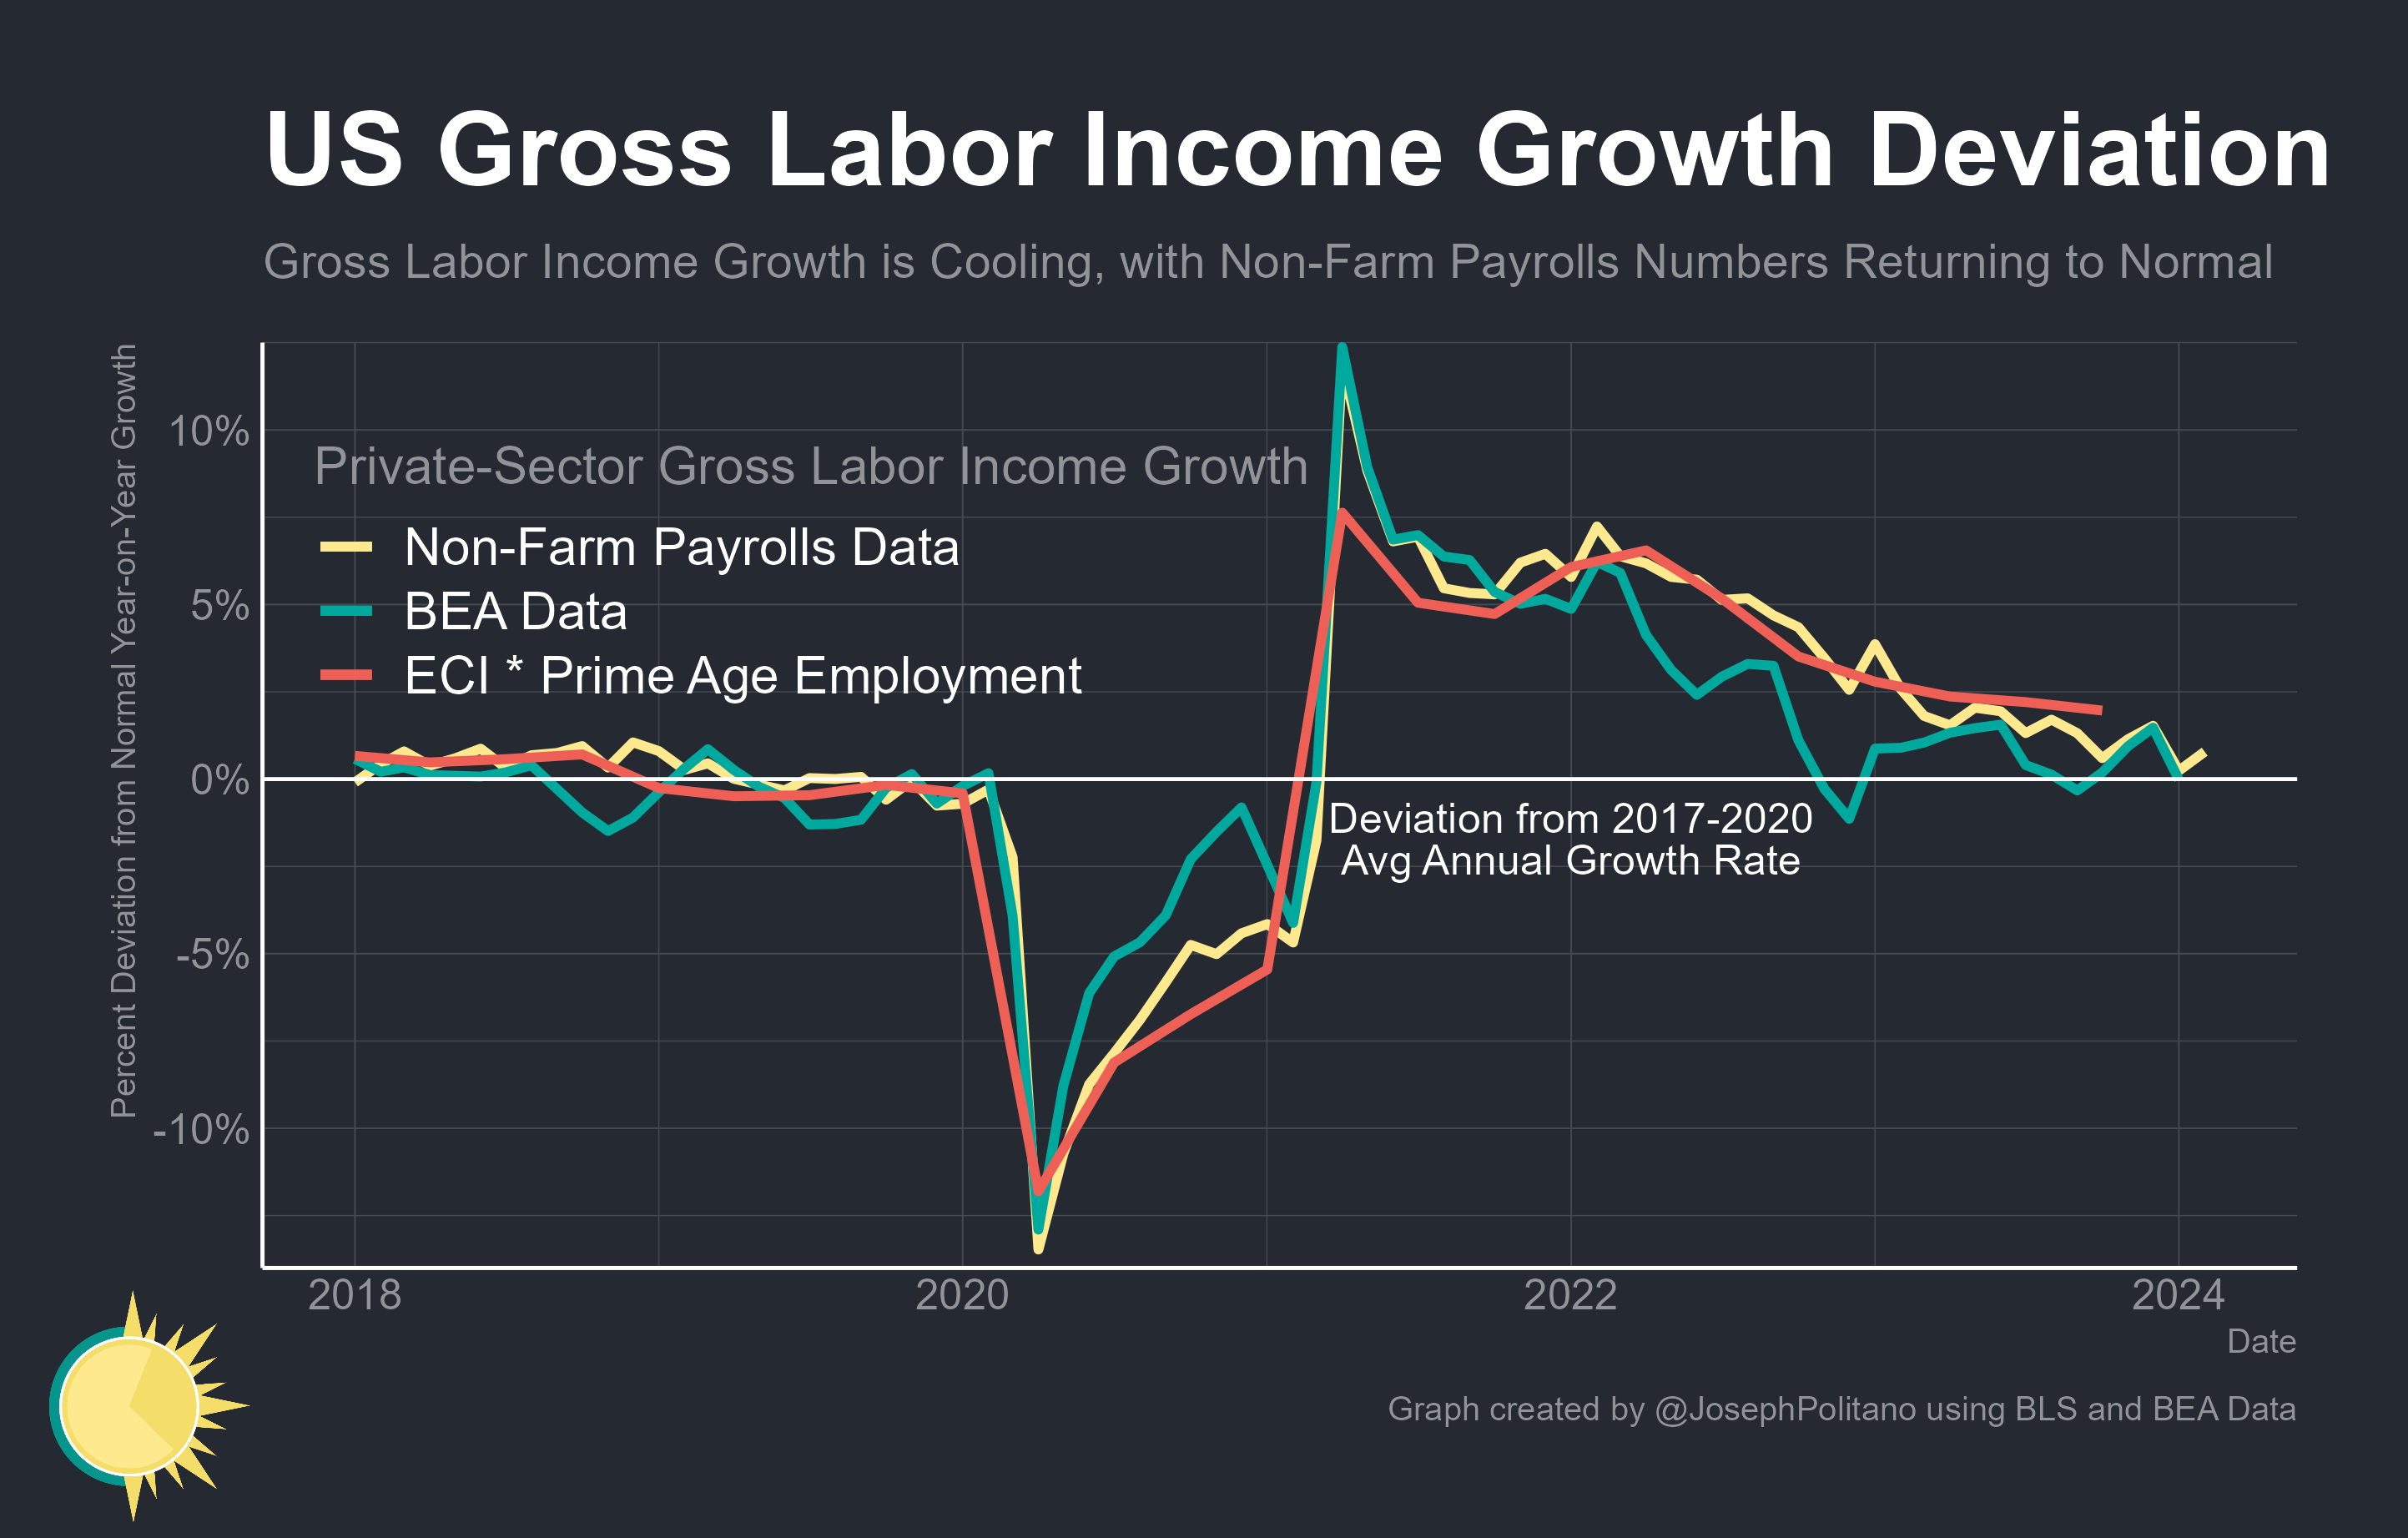 US Gross Labor Income Growth Deviation
Gross Labor Income Growth is Cooling, with Non-Farm Payrolls Numbers Returning to Normal
Percent Deviation from Normal Year-on-Year Growth
10%
5%
0%
-5%
-10%
Private-Sector Gross Labor Income Growth
Non-Farm Payrolls Data
BEA Data
ECI * Prime Age Employment
Deviation from 2017-2020
Avg Annual Growth Rate
2018
2020
2022
2024
Date
Graph created by @JosephPolitano using BLS and BEA Data